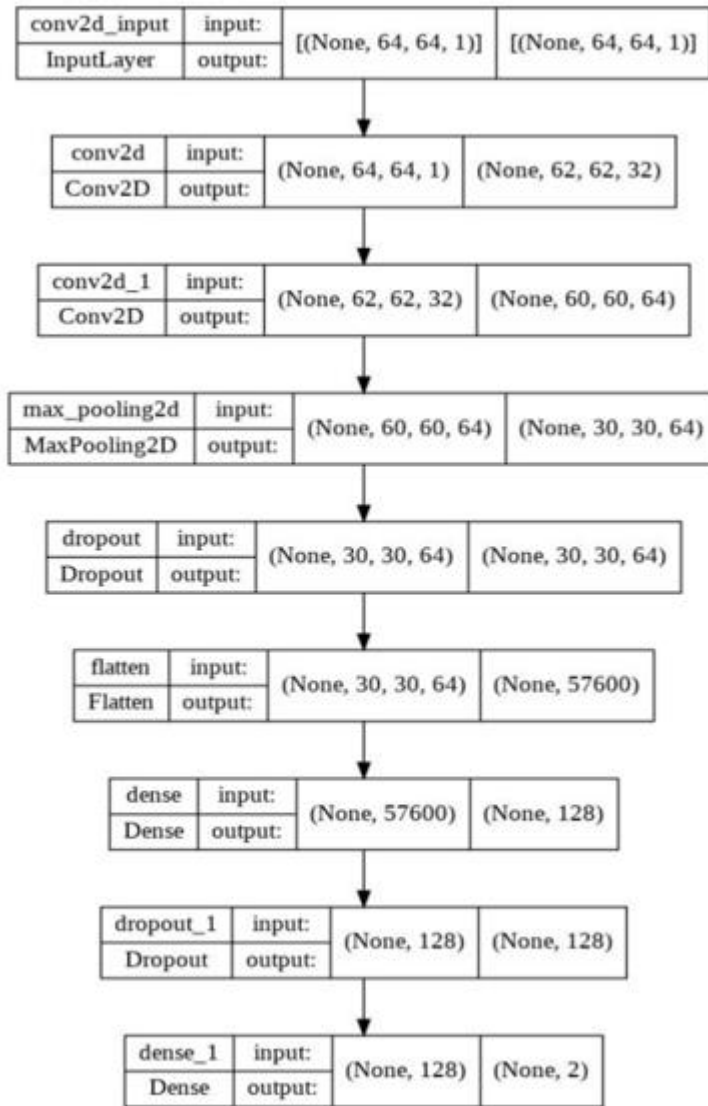 conv2d_input input: [(None, 64, 64, 1)] [(None, 64, 64, 1)]
InputLayer output:
conv2d input: (None, 64, 64, 1) (None, 62, 62, 32)
Conv2D output:
conv2d_1 input: (None, 62, 62, 32) (None, 60, 60, 64)
Conv2D output:
max_pooling2d input: (None, 60, 60, 64) (None, 30, 30, 64)
MaxPooling2D output:
dropout input: (None, 30, 30, 64) (None, 30, 30, 64)
Dropout output:
flatten input: (None, 30, 30, 64) (None, 57600)
Flatten output:
dense input: (None, 57600) (None, 128)
Dense output:
dropout_1 input: (None, 128) (None, 128)
Dropout output:
dense_1 input: (None, 128) (None, 2)
Dense output: